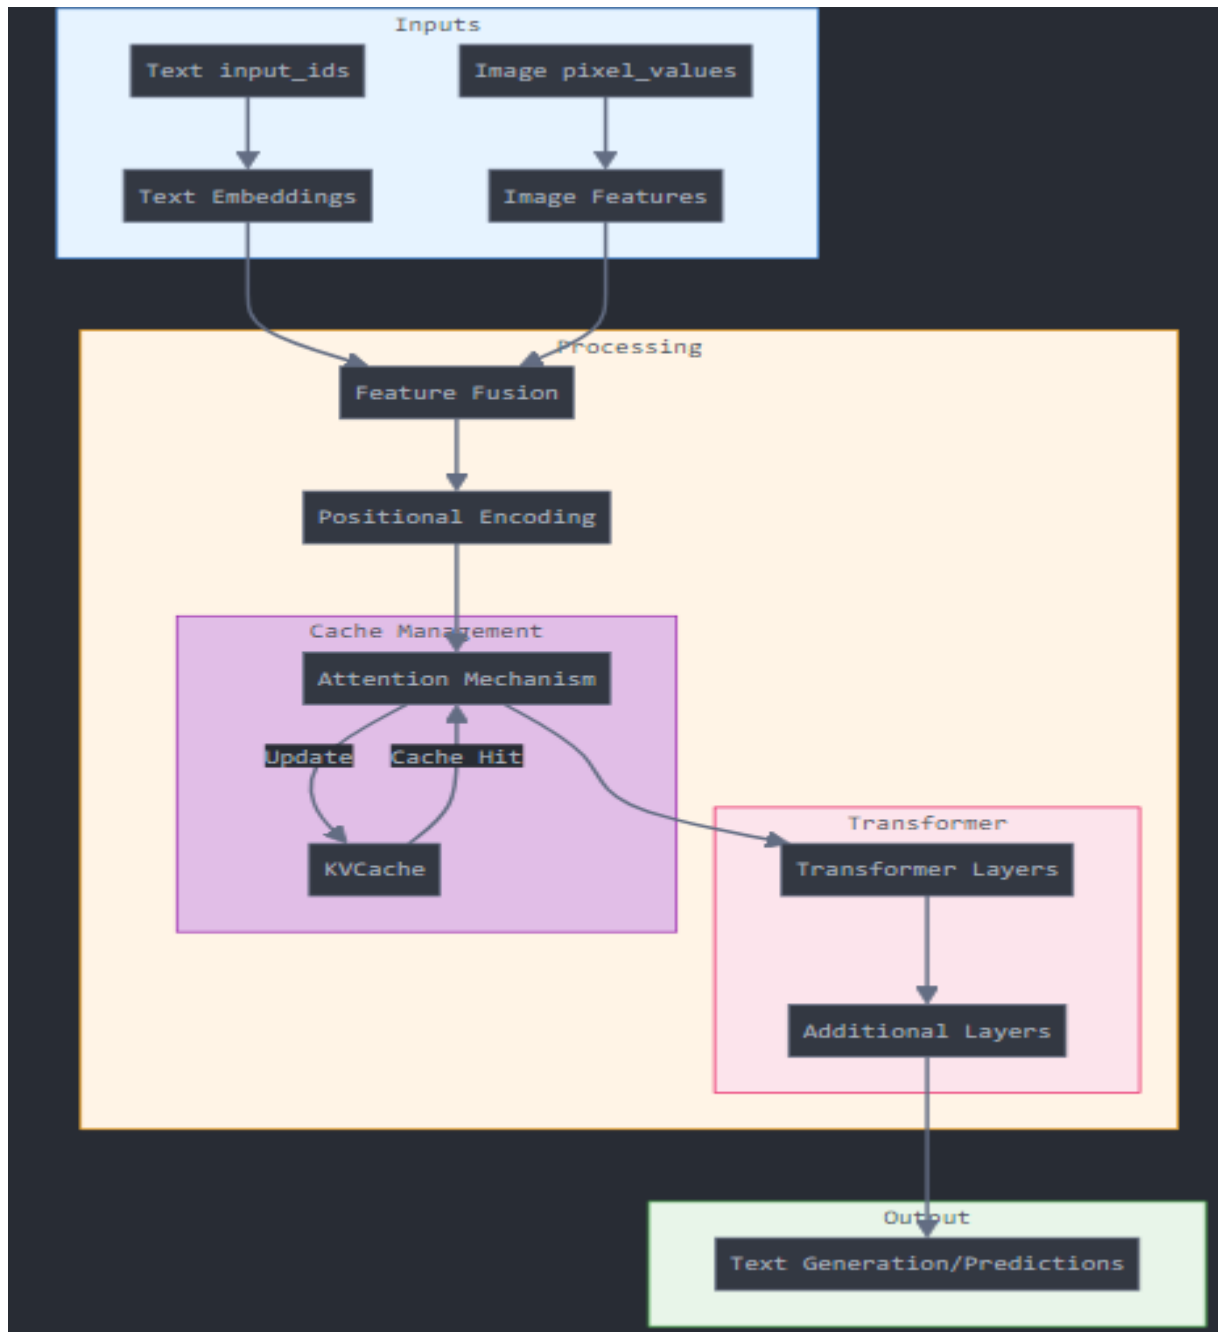 Inputs
Text input_ids
Image pixel_values
Text Embeddings
Image Features
Processing
Feature Fusion
Positional Encoding
Cache Management
Attention Mechanism
Update
Cache Hit
KVCache
Transformer
Transformer Layers
Additional Layers
Output
Text Generation/Predictions